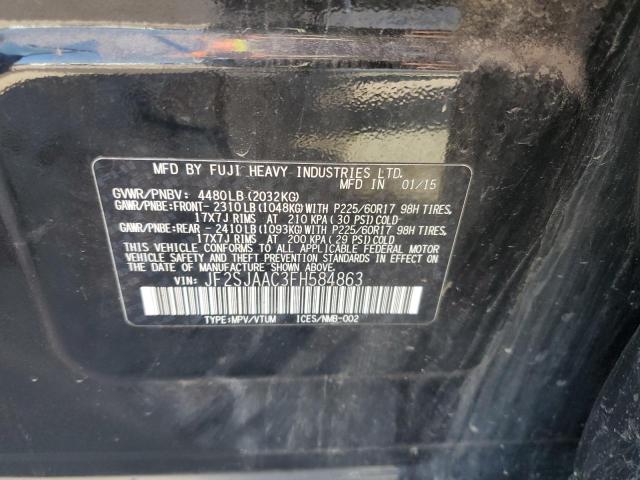 MFD BY FUJI HEAVY INDUSTRIES LTD.
MFD IN 01/15
GVWR/PNBV: 4480LB (2032KG)
GAWR/PNBE:FRONT- 2310LB (1048KG)WITH P225/60R17 98H TIRES,
17X7J RIMS AT 210 KPA (30 PSI) COLD-
GAWR/PNBE:REAR - 2410LB (1093KG)WITH P225/60R17 98H TIRES,
17X7J RIMS AT 200 KPA (29 PSI) COLD-
THIS VEHICLE CONFORMS TO ALL APPLICABLE FEDERAL MOTOR
VEHICLE SAFETY STANDARDS IN EFFECT ON THE DATE OF
MANUFACTURE SHOWN ABOVE.
VIN: JF2SJAAC3FH584863
TYPE:MPV/VTUM ICES/NMB-002